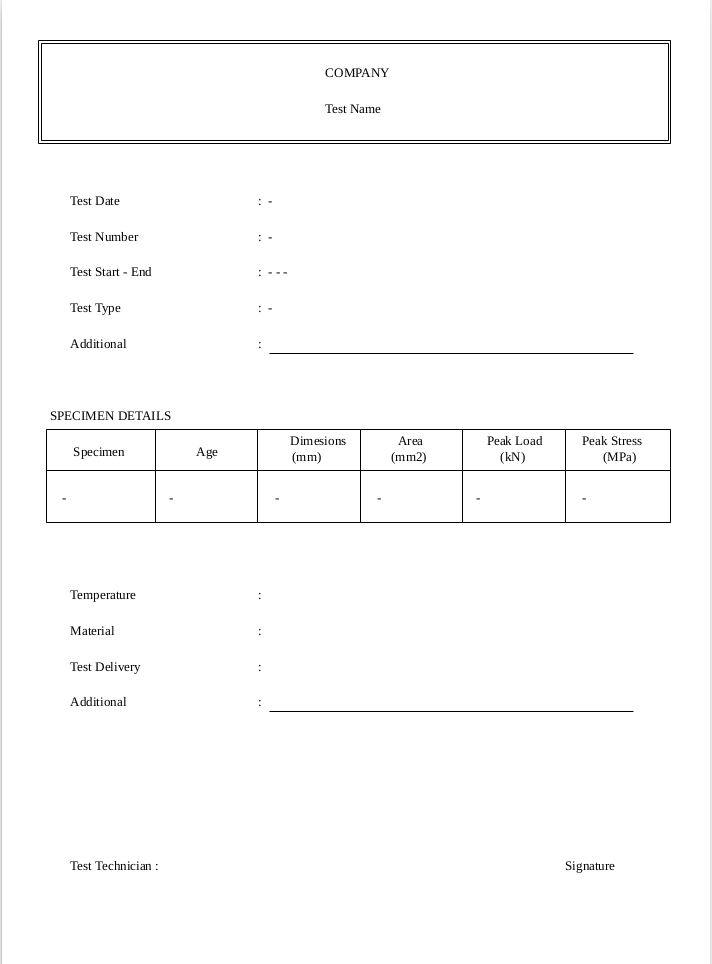 COMPANY
Test Name
Test Date : -
Test Number : -
Test Start - End : - - -
Test Type : -
Additional :
SPECIMEN DETAILS
Specimen Age Dimesions (mm) Area (mm2) Peak Load (kN) Peak Stress (MPa)
- - - - - -
Temperature :
Material :
Test Delivery :
Additional :
Test Technician : Signature